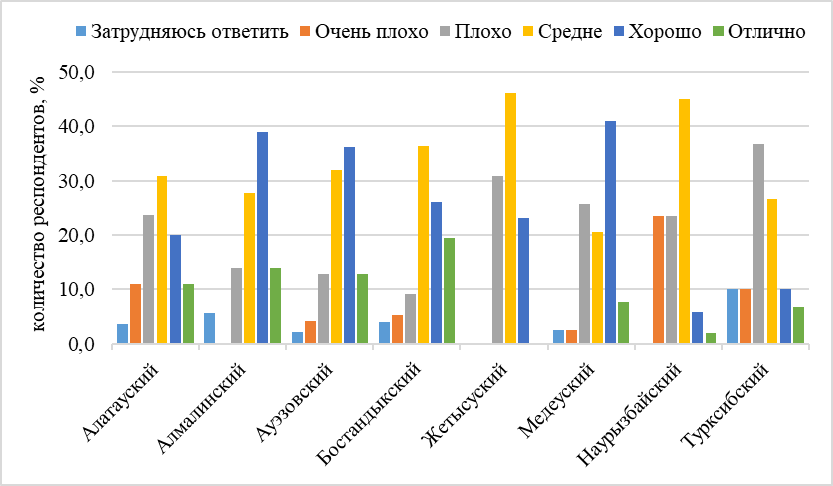 Затрудняюсь ответить Очень плохо Плохо Средне Хорошо Отлично
количество респондентов, %
50,0
40,0
30,0
20,0
10,0
0,0
Алатауский
Алмалинский
Ауэзовский
Бостандыкский
Жетысуский
Медеуский
Наурызбайский
Турксибский